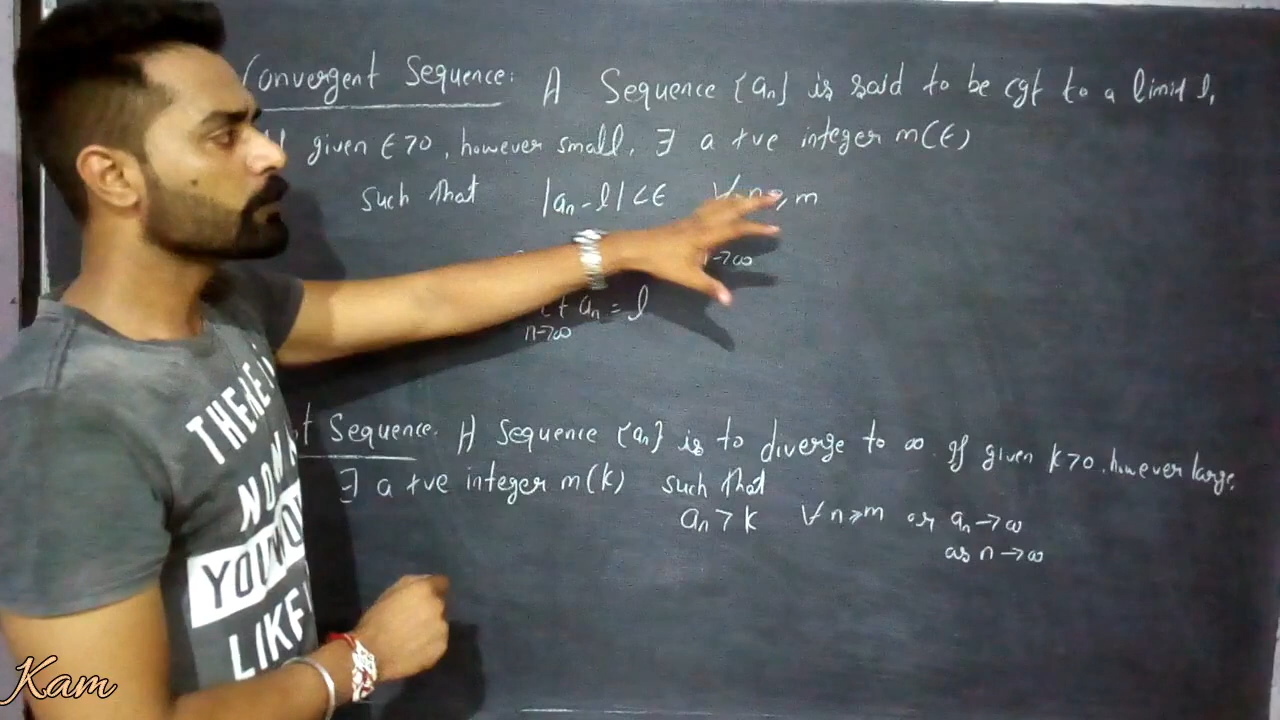 Convergent Sequence: A Sequence {an} is said to be cgt to a limit l,
given ϵ>0, however small, ∃ a +ve integer m(ϵ)
such that |an - l| < ϵ ∀ n ≥ m
n→∞
lt an = l
n→∞
Sequence. A sequence {an} is to diverge to ∞ If given k>0, however large,
∃ a +ve integer m(k) such that
an > k ∀ n ≥ m or an → ∞
as n → ∞
THERE I
NOW
YOU
LIKE
Kam